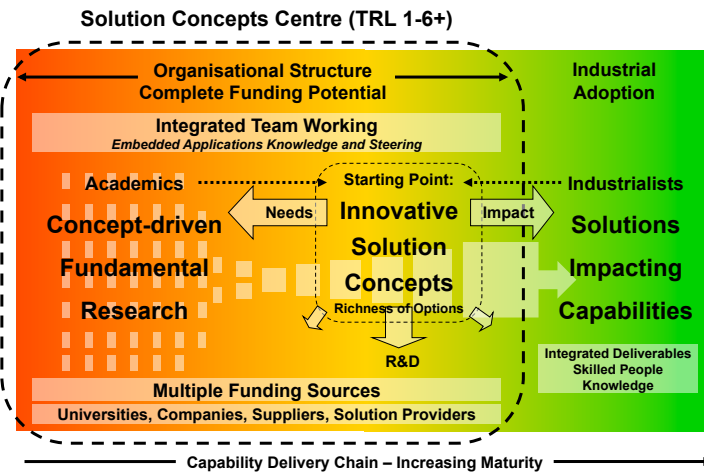 Solution Concepts Centre (TRL 1-6+)
Organisational Structure
Complete Funding Potential
Industrial
Adoption
Integrated Team Working
Embedded Applications Knowledge and Steering
Academics
Starting Point:
Industrialists
Needs
Impact
Concept-driven
Fundamental
Research
Innovative
Solution
Concepts
Richness of Options
Solutions
Impacting
Capabilities
R&D
Integrated Deliverables
Skilled People
Knowledge
Multiple Funding Sources
Universities, Companies, Suppliers, Solution Providers
Capability Delivery Chain – Increasing Maturity